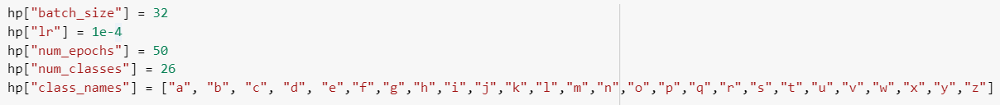 hp["batch_size"] = 32
hp["lr"] = 1e-4
hp["num_epochs"] = 50
hp["num_classes"] = 26
hp["class_names"] = ["a", "b", "c", "d", "e","f","g","h","i","j","k","l","m","n","o","p","q","r","s","t","u","v","w","x","y","z"]